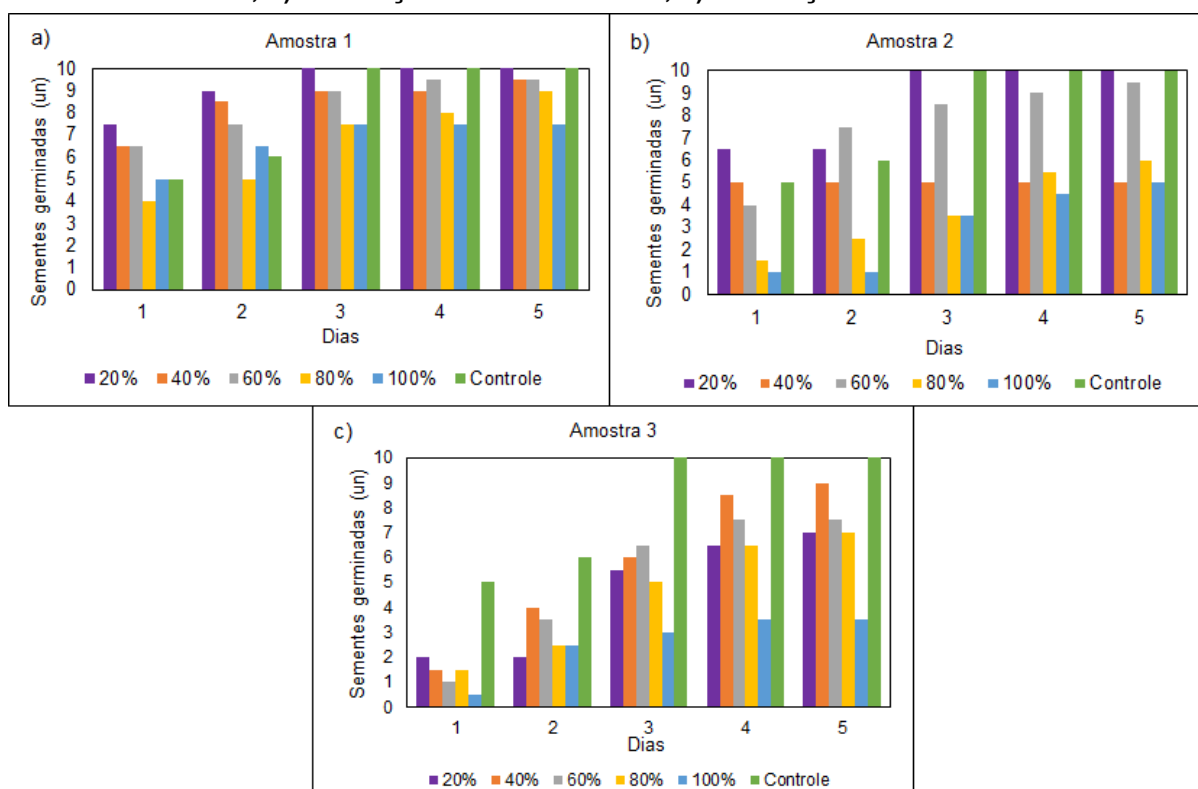 a)
Amostra 1
Sementes germinadas (un)
10
9
8
7
6
5
4
3
2
1
0
1 2 3 4 5
Dias
20% 40% 60% 80% 100% Controle
b)
Amostra 2
Sementes germinadas (un)
10
9
8
7
6
5
4
3
2
1
0
1 2 3 4 5
Dias
20% 40% 60% 80% 100% Controle
c)
Amostra 3
Sementes germinadas (un)
10
9
8
7
6
5
4
3
2
1
0
1 2 3 4 5
Dias
20% 40% 60% 80% 100% Controle